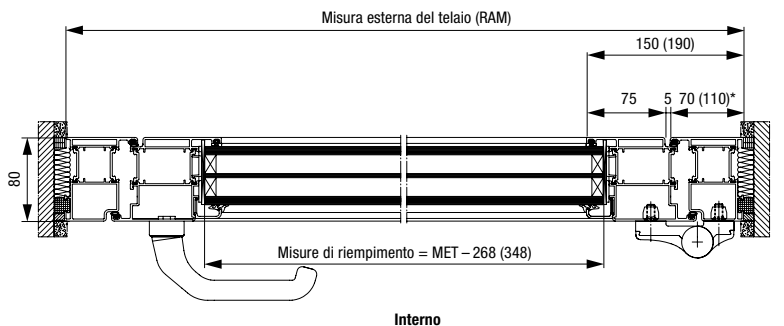 Misura esterna del telaio (RAM)
150 (190)
75 5 70 (110)*
80
Misure di riempimento = MET – 268 (348)
Interno